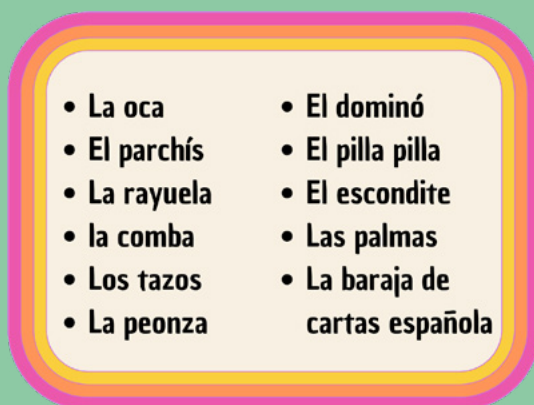 • La oca
• El parchís
• La rayuela
• la comba
• Los tazos
• La peonza
• El dominó
• El pilla pilla
• El escondite
• Las palmas
• La baraja de
cartas española